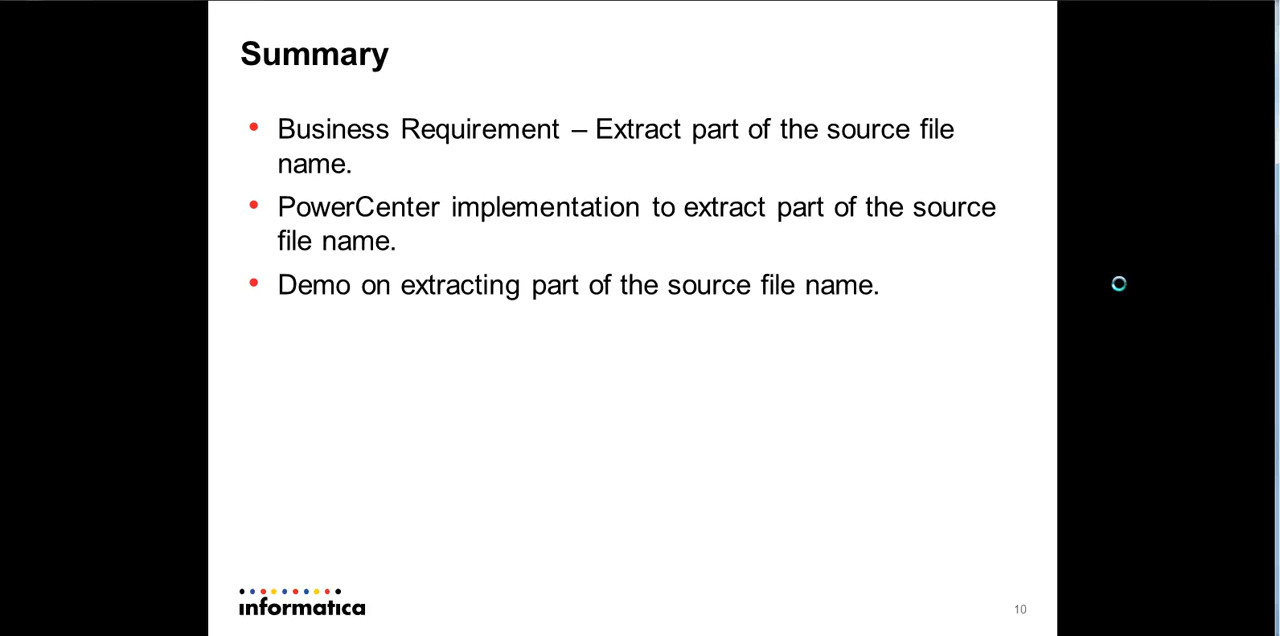 Summary
• Business Requirement – Extract part of the source file
name.
• PowerCenter implementation to extract part of the source
file name.
• Demo on extracting part of the source file name.
informatica
10